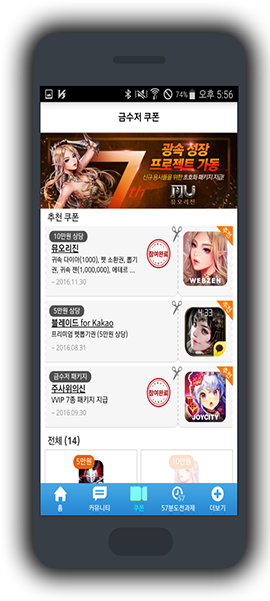 74% 오후 5:56
금수저 쿠폰
광속 성장
프로젝트 가동
신규 용사들을 위한 초호화 패키지 지급!
7th
뮤오리진
추천 쿠폰
10만원 상당
뮤오리진
귀속 다이아(1000), 펫 소환권, 뽑기
권, 귀속 젠(1,000,000), 에테르 ...
~ 2016.11.30
참여완료
추천
WEBZEN
5만원 상당
블레이드 for Kakao
프리미엄 펫뽑기권 (5만원 상당)
~ 2016.08.31
추천
4:33
금수저 패키지
주사위의신
VVIP 7종 패키지 지급
~ 2016.09.30
참여완료
추천
JOYCITY
전체 (14)
5만원
10만원
홈
커뮤니티
쿠폰
57분도전과제
더보기